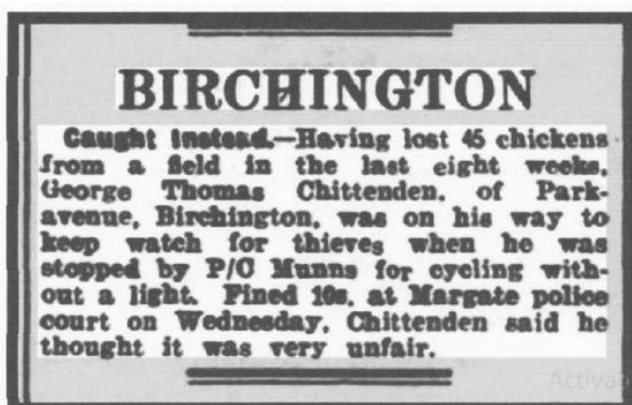 BIRCHINGTON
Caught Instead.—Having lost 45 chickens
from a field in the last eight weeks,
George Thomas Chittenden, of Park-
avenue, Birchington, was on his way to
keep watch for thieves when he was
stopped by P/C Munns for cycling with-
out a light. Fined 10s. at Margate police
court on Wednesday, Chittenden said he
thought it was very unfair.